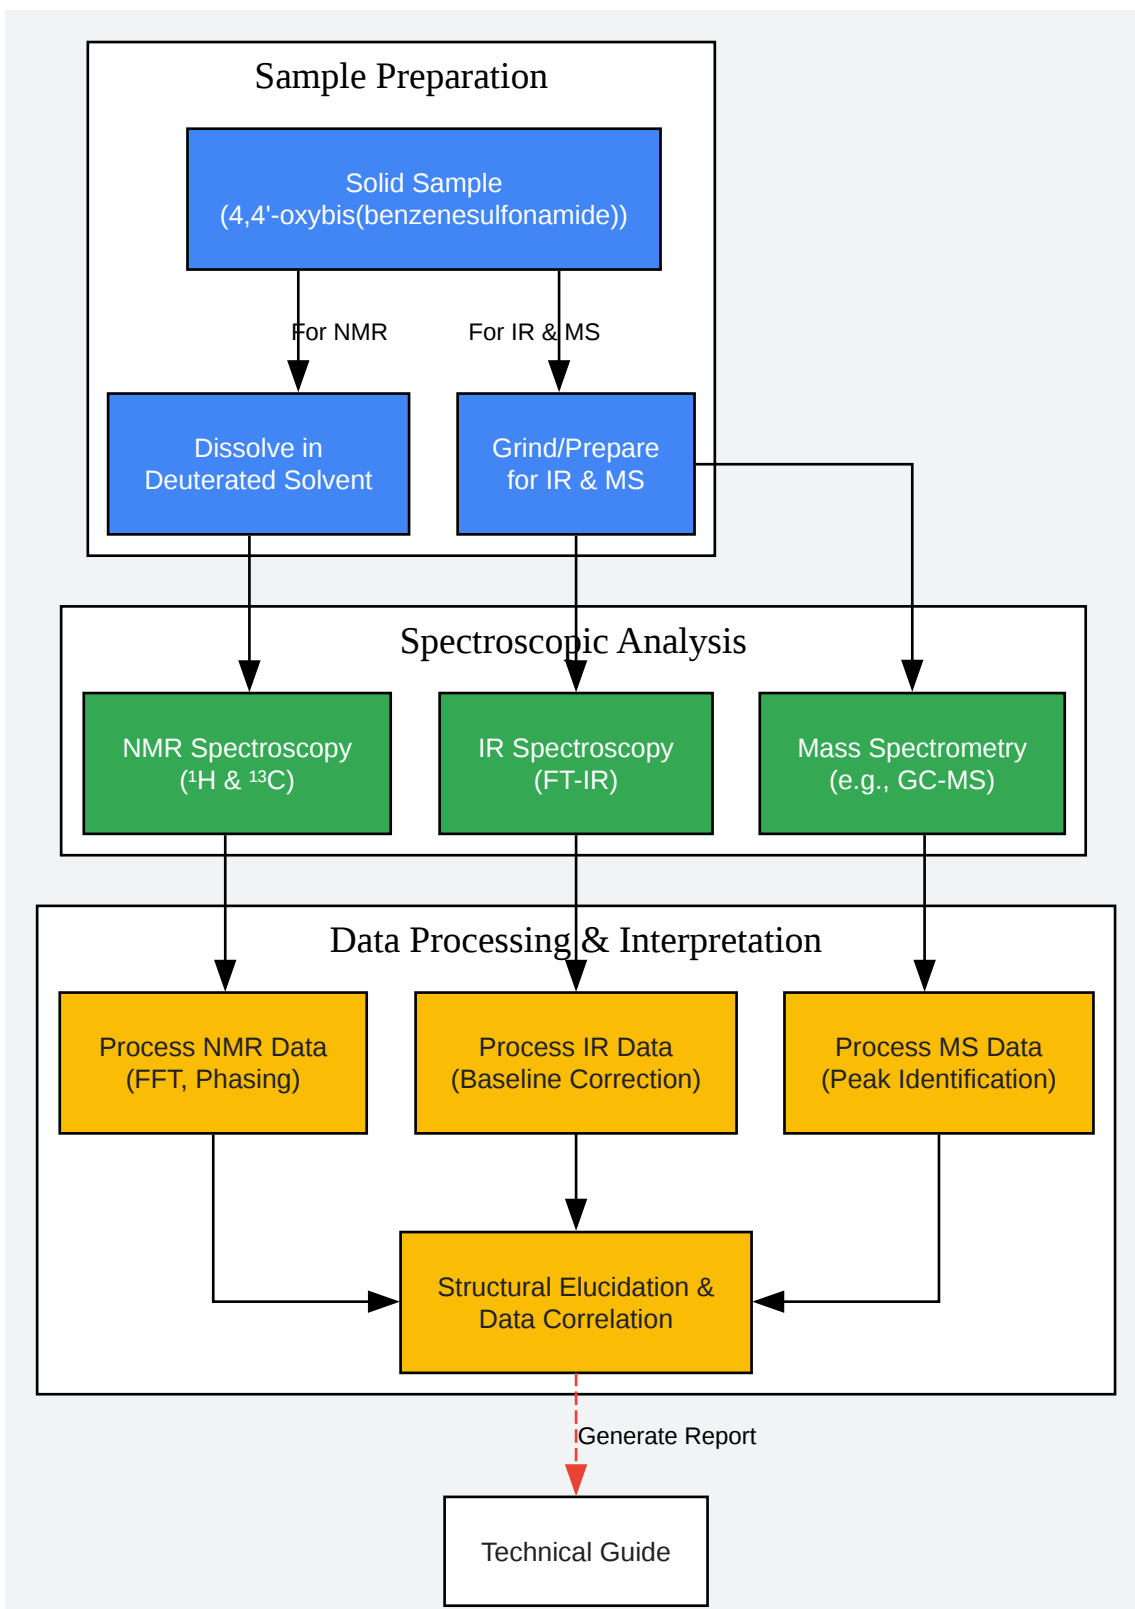 Sample Preparation
Solid Sample
(4,4'-oxybis(benzenesulfonamide))
For NMR
For IR & MS
Dissolve in
Deuterated Solvent
Grind/Prepare
for IR & MS
Spectroscopic Analysis
NMR Spectroscopy
(¹H & ¹³C)
IR Spectroscopy
(FT-IR)
Mass Spectrometry
(e.g., GC-MS)
Data Processing & Interpretation
Process NMR Data
(FFT, Phasing)
Process IR Data
(Baseline Correction)
Process MS Data
(Peak Identification)
Structural Elucidation &
Data Correlation
Generate Report
Technical Guide